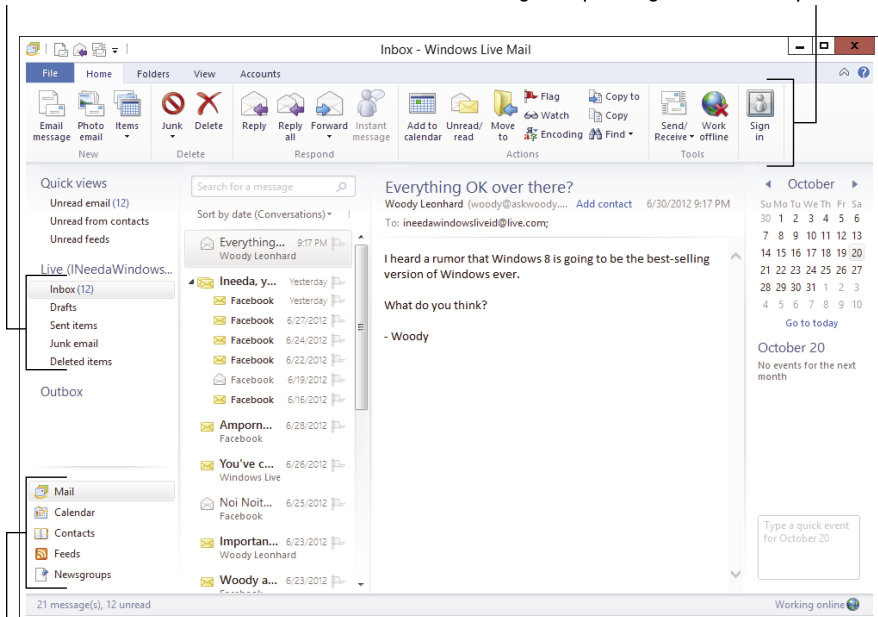 Inbox - Windows Live Mail
File Home Folders View Accounts
Email message Photo email Items Junk Delete Reply Reply all Forward Instant message Add to calendar Unread/ read Move to Flag Watch Encoding Copy to Copy Find Send/ Receive Work offline Sign in
New Delete Respond Actions Tools
Quick views
Unread email (12)
Unread from contacts
Unread feeds
Live (INeedaWindows...
Inbox (12)
Drafts
Sent items
Junk email
Deleted items
Outbox
Mail
Calendar
Contacts
Feeds
Newsgroups
Search for a message
Sort by date (Conversations)
Everything... 9:17 PM
Woody Leonhard
Ineeda, y... Yesterday
Facebook Yesterday
Facebook 6/27/2012
Facebook 6/24/2012
Facebook 6/22/2012
Facebook 6/19/2012
Facebook 6/16/2012
Amporn... 6/28/2012
Facebook
You've c... 6/26/2012
Windows Live
Noi Noit... 6/25/2012
Facebook
Importan... 6/23/2012
Woody Leonhard
Woody a... 6/23/2012
Everything OK over there?
Woody Leonhard (woody@askwoody.... Add contact 6/30/2012 9:17 PM
To: ineedawindowsliveid@live.com;
I heard a rumor that Windows 8 is going to be the best-selling
version of Windows ever.
What do you think?
- Woody
October
Su Mo Tu We Th Fr Sa
30 1 2 3 4 5 6
7 8 9 10 11 12 13
14 15 16 17 18 19 20
21 22 23 24 25 26 27
28 29 30 31 1 2 3
4 5 6 7 8 9 10
Go to today
October 20
No events for the next
month
Type a quick event
for October 20
21 message(s), 12 unread
Working online